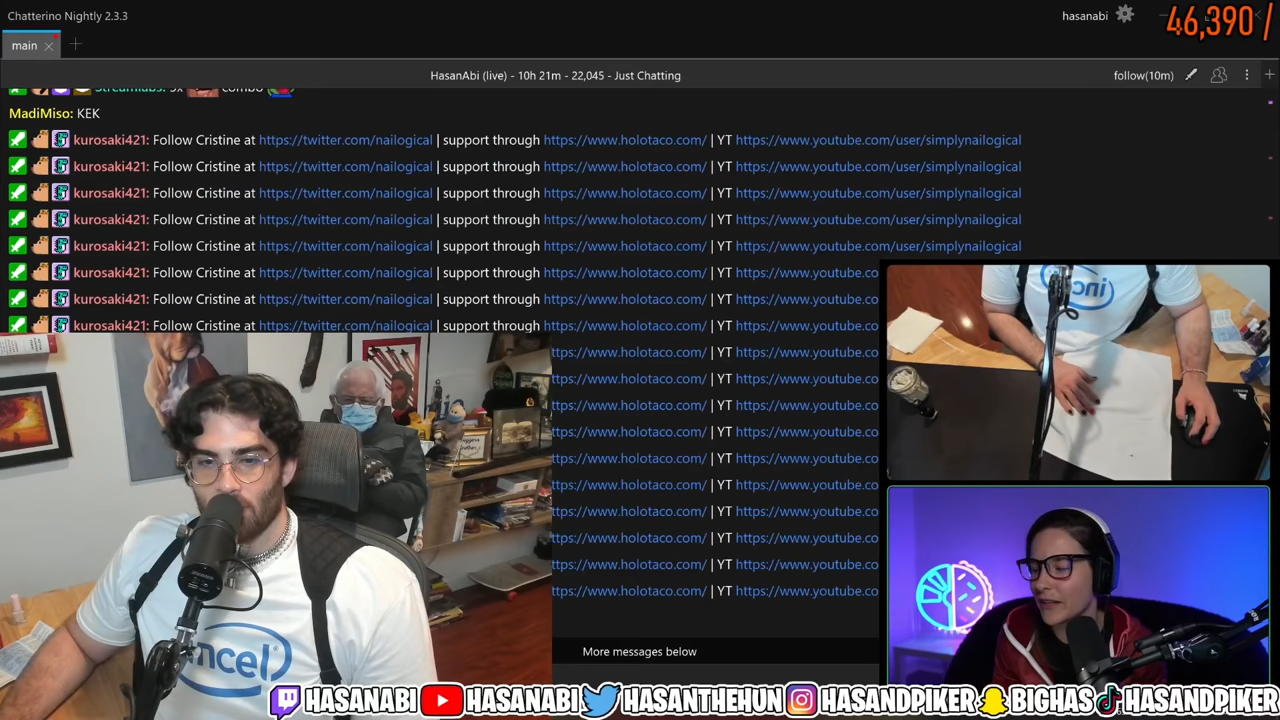 Chatterino Nightly 2.3.3
hasanabi
46,390 /
main
HasanAbi (live) - 10h 21m - 22,045 - Just Chatting
follow(10m)
Streamlabs: 5x combo
MadiMiso: KEK
kurosaki421: Follow Cristine at https://twitter.com/nailogical | support through https://www.holotaco.com/ | YT https://www.youtube.com/user/simplynailogical
kurosaki421: Follow Cristine at https://twitter.com/nailogical | support through https://www.holotaco.com/ | YT https://www.youtube.com/user/simplynailogical
kurosaki421: Follow Cristine at https://twitter.com/nailogical | support through https://www.holotaco.com/ | YT https://www.youtube.com/user/simplynailogical
kurosaki421: Follow Cristine at https://twitter.com/nailogical | support through https://www.holotaco.com/ | YT https://www.youtube.com/user/simplynailogical
kurosaki421: Follow Cristine at https://twitter.com/nailogical | support through https://www.holotaco.com/ | YT https://www.youtube.com/user/simplynailogical
kurosaki421: Follow Cristine at https://twitter.com/nailogical | support through https://www.holotaco.com/ | YT https://www.youtube.co
kurosaki421: Follow Cristine at https://twitter.com/nailogical | support through https://www.holotaco.com/ | YT https://www.youtube.co
kurosaki421: Follow Cristine at https://twitter.com/nailogical | support through https://www.holotaco.com/ | YT https://www.youtube.co
ttps://www.holotaco.com/ | YT https://www.youtube.co
ttps://www.holotaco.com/ | YT https://www.youtube.co
ttps://www.holotaco.com/ | YT https://www.youtube.co
ttps://www.holotaco.com/ | YT https://www.youtube.co
ttps://www.holotaco.com/ | YT https://www.youtube.co
ttps://www.holotaco.com/ | YT https://www.youtube.co
ttps://www.holotaco.com/ | YT https://www.youtube.co
ttps://www.holotaco.com/ | YT https://www.youtube.co
ttps://www.holotaco.com/ | YT https://www.youtube.co
ttps://www.holotaco.com/ | YT https://www.youtube.co
More messages below
incel
incel
HASANABI HASANABI HASANTHEHUN HASANDPIKER BIGHAS HASANDPIKER